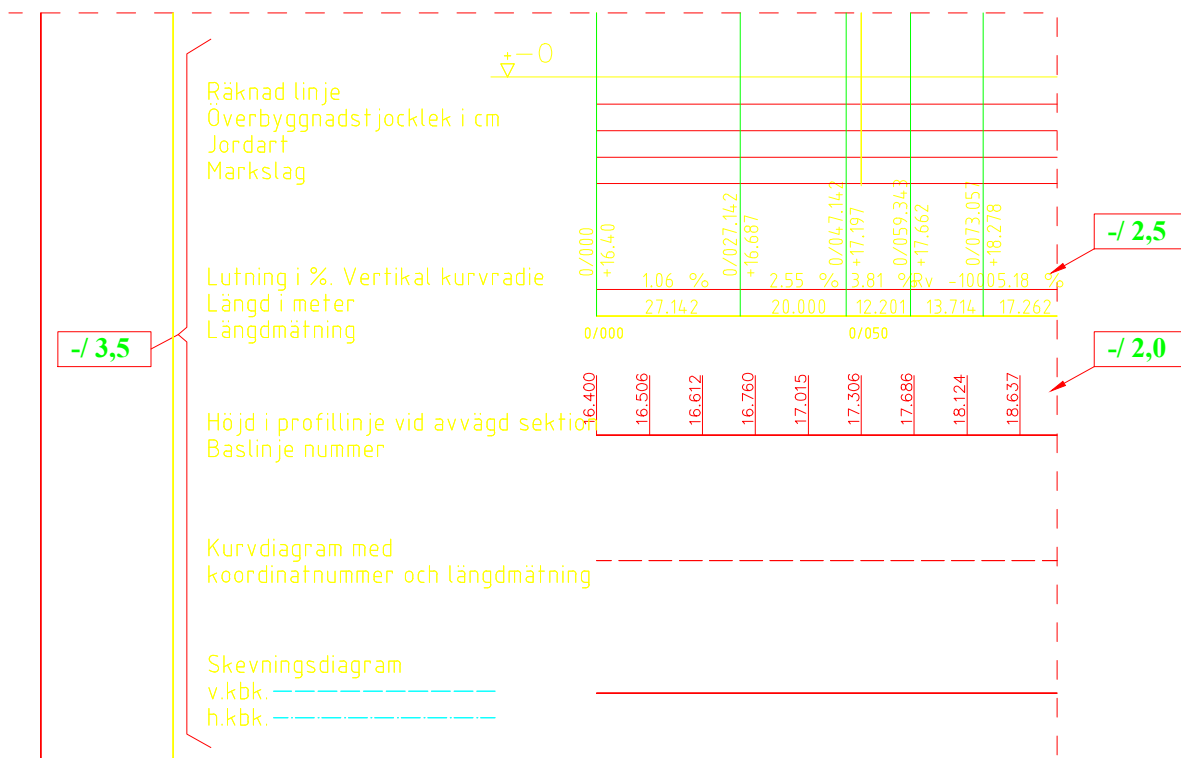 +-0
Räknad linje
Överbyggnadstjocklek i cm
Jordart
Markslag
0/000
+16.40
0/027.142
+16.687
0/047.142
+17.197
0/059.343
+17.662
0/073.057
+18.278
-/ 2,5
Lutning i %. Vertikal kurvradie
1.06 % 2.55 % 3.81 % Rv -10005.18 %
Längd i meter
27.142 20.000 12.201 13.714 17.262
Längdmätning
0/000 0/050
-/ 3,5
-/ 2,0
16.400
16.506
16.612
16.760
17.015
17.306
17.686
18.124
18.637
Höjd i profillinje vid avvägd sektion
Baslinje nummer
Kurvdiagram med
koordinatnummer och längdmätning
Skevningsdiagram
v.kbk.
h.kbk.